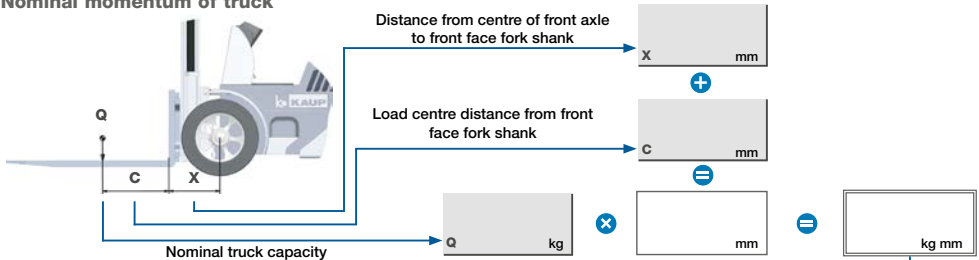 Nominal momentum of truck
Distance from centre of front axle
to front face fork shank
X mm
+
KAUP
Q
Load centre distance from front
face fork shank
C mm
=
C X
Q kg
×
mm
=
kg mm
Nominal truck capacity